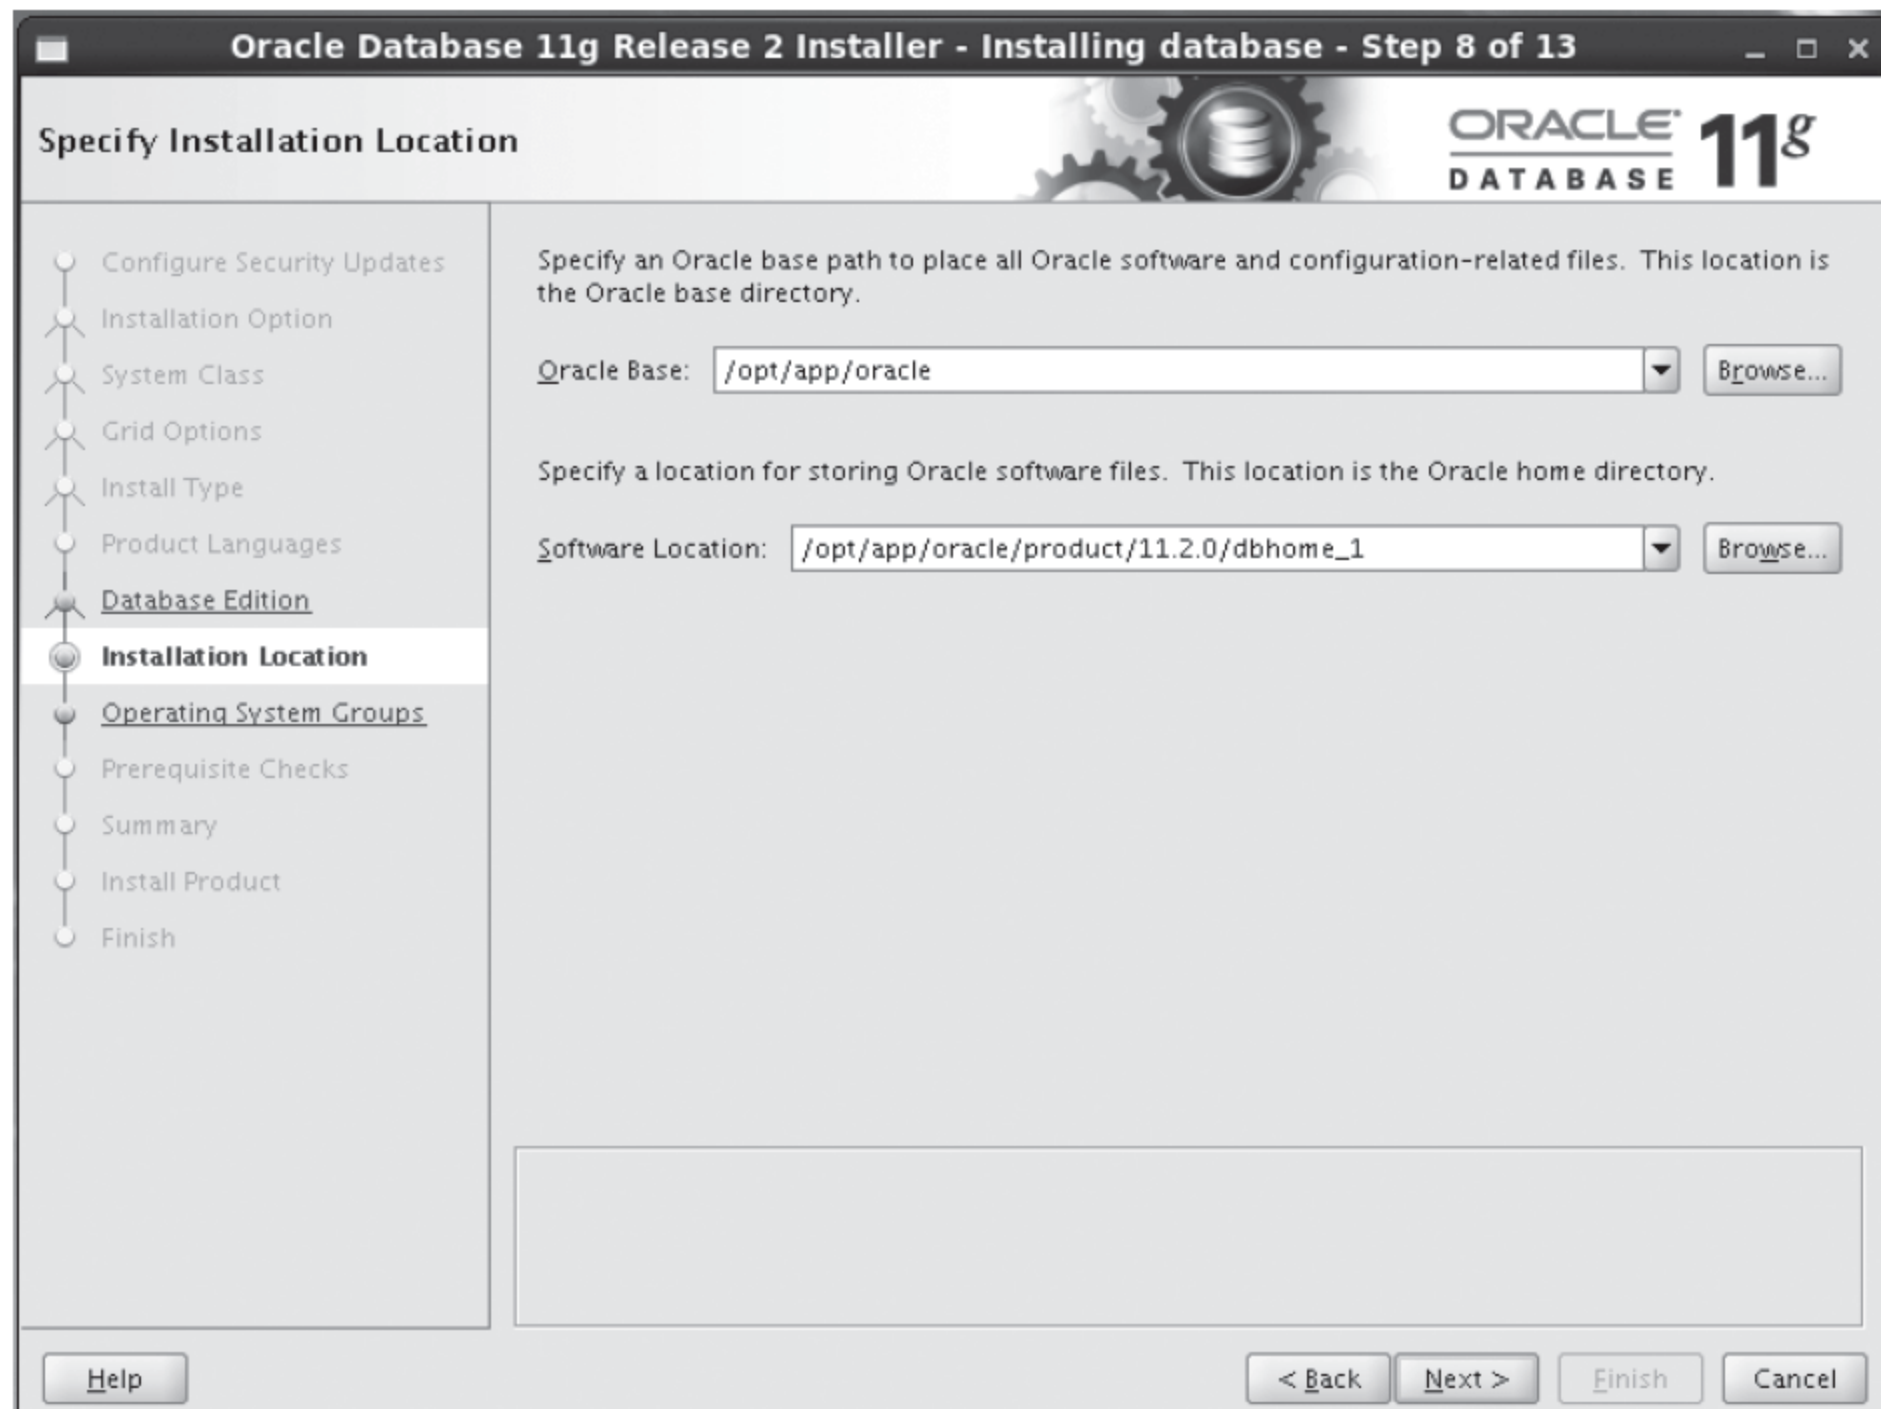 Oracle Database 11g Release 2 Installer - Installing database - Step 8 of 13
Specify Installation Location
ORACLE
DATABASE
11g
Configure Security Updates
Installation Option
System Class
Grid Options
Install Type
Product Languages
Database Edition
Installation Location
Operating System Groups
Prerequisite Checks
Summary
Install Product
Finish
Specify an Oracle base path to place all Oracle software and configuration-related files. This location is
the Oracle base directory.
Oracle Base: /opt/app/oracle Browse...
Specify a location for storing Oracle software files. This location is the Oracle home directory.
Software Location: /opt/app/oracle/product/11.2.0/dbhome_1 Browse...
Help < Back Next > Finish Cancel